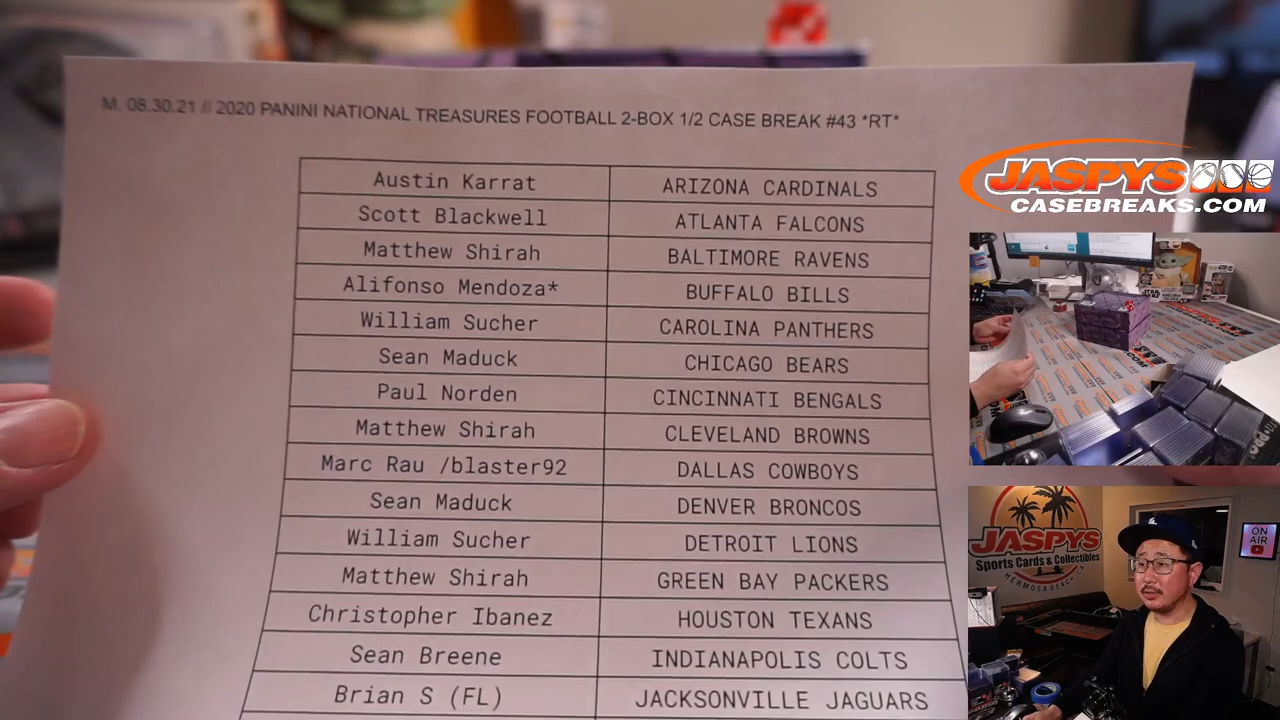 M. 08.30.21 // 2020 PANINI NATIONAL TREASURES FOOTBALL 2-BOX 1/2 CASE BREAK #43 *RT*
Austin Karrat ARIZONA CARDINALS
Scott Blackwell ATLANTA FALCONS
Matthew Shirah BALTIMORE RAVENS
Alifonso Mendoza* BUFFALO BILLS
William Sucher CAROLINA PANTHERS
Sean Maduck CHICAGO BEARS
Paul Norden CINCINNATI BENGALS
Matthew Shirah CLEVELAND BROWNS
Marc Rau /blaster92 DALLAS COWBOYS
Sean Maduck DENVER BRONCOS
William Sucher DETROIT LIONS
Matthew Shirah GREEN BAY PACKERS
Christopher Ibanez HOUSTON TEXANS
Sean Breene INDIANAPOLIS COLTS
Brian S (FL) JACKSONVILLE JAGUARS
JASPYS
CASEBREAKS.COM
STAR WARS
JASPYS
Sports Cards & Collectibles
HERMOSA BEACH, CA
ON AIR